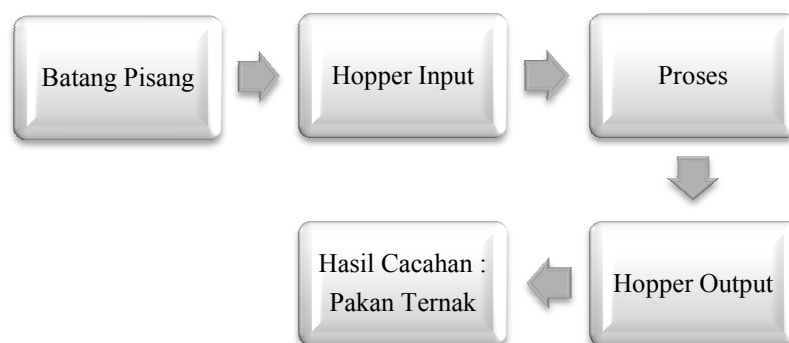 Batang Pisang
Hopper Input
Proses
Hopper Output
Hasil Cacahan :
Pakan Ternak